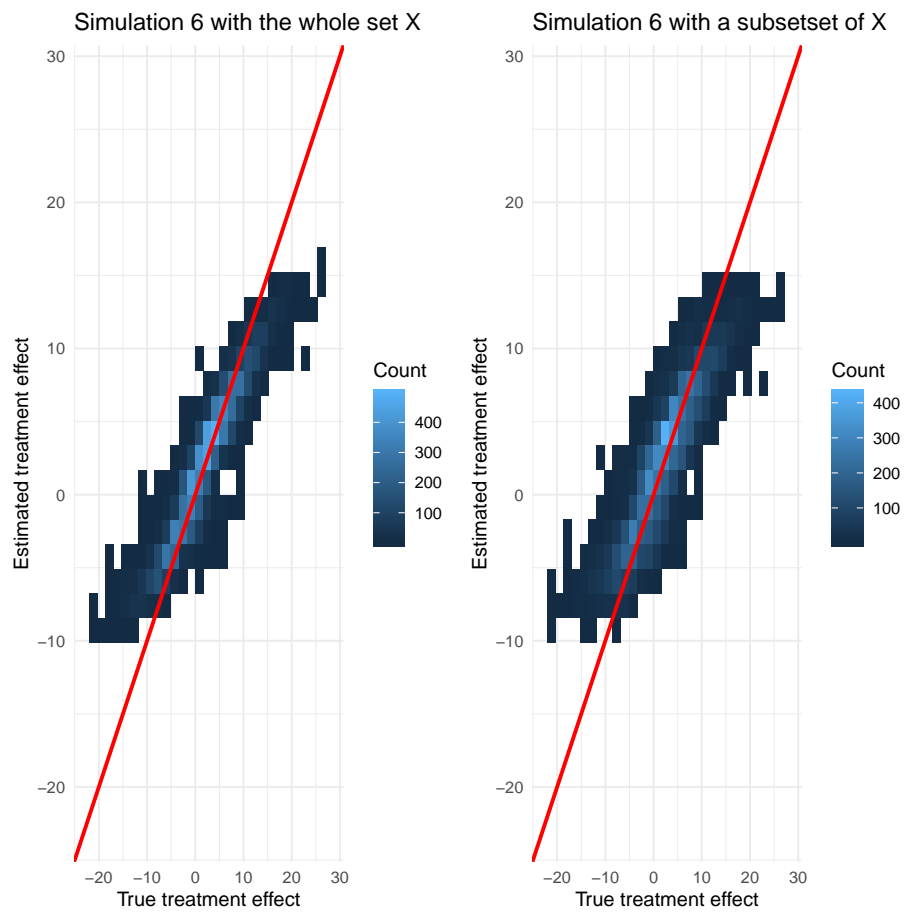 Simulation 6 with the whole set X
30
20
10
0
−10
−20
Estimated treatment effect
−20 −10 0 10 20 30
True treatment effect
Count
400
300
200
100
Simulation 6 with a subsetset of X
30
20
10
0
−10
−20
Estimated treatment effect
−20 −10 0 10 20 30
True treatment effect
Count
400
300
200
100